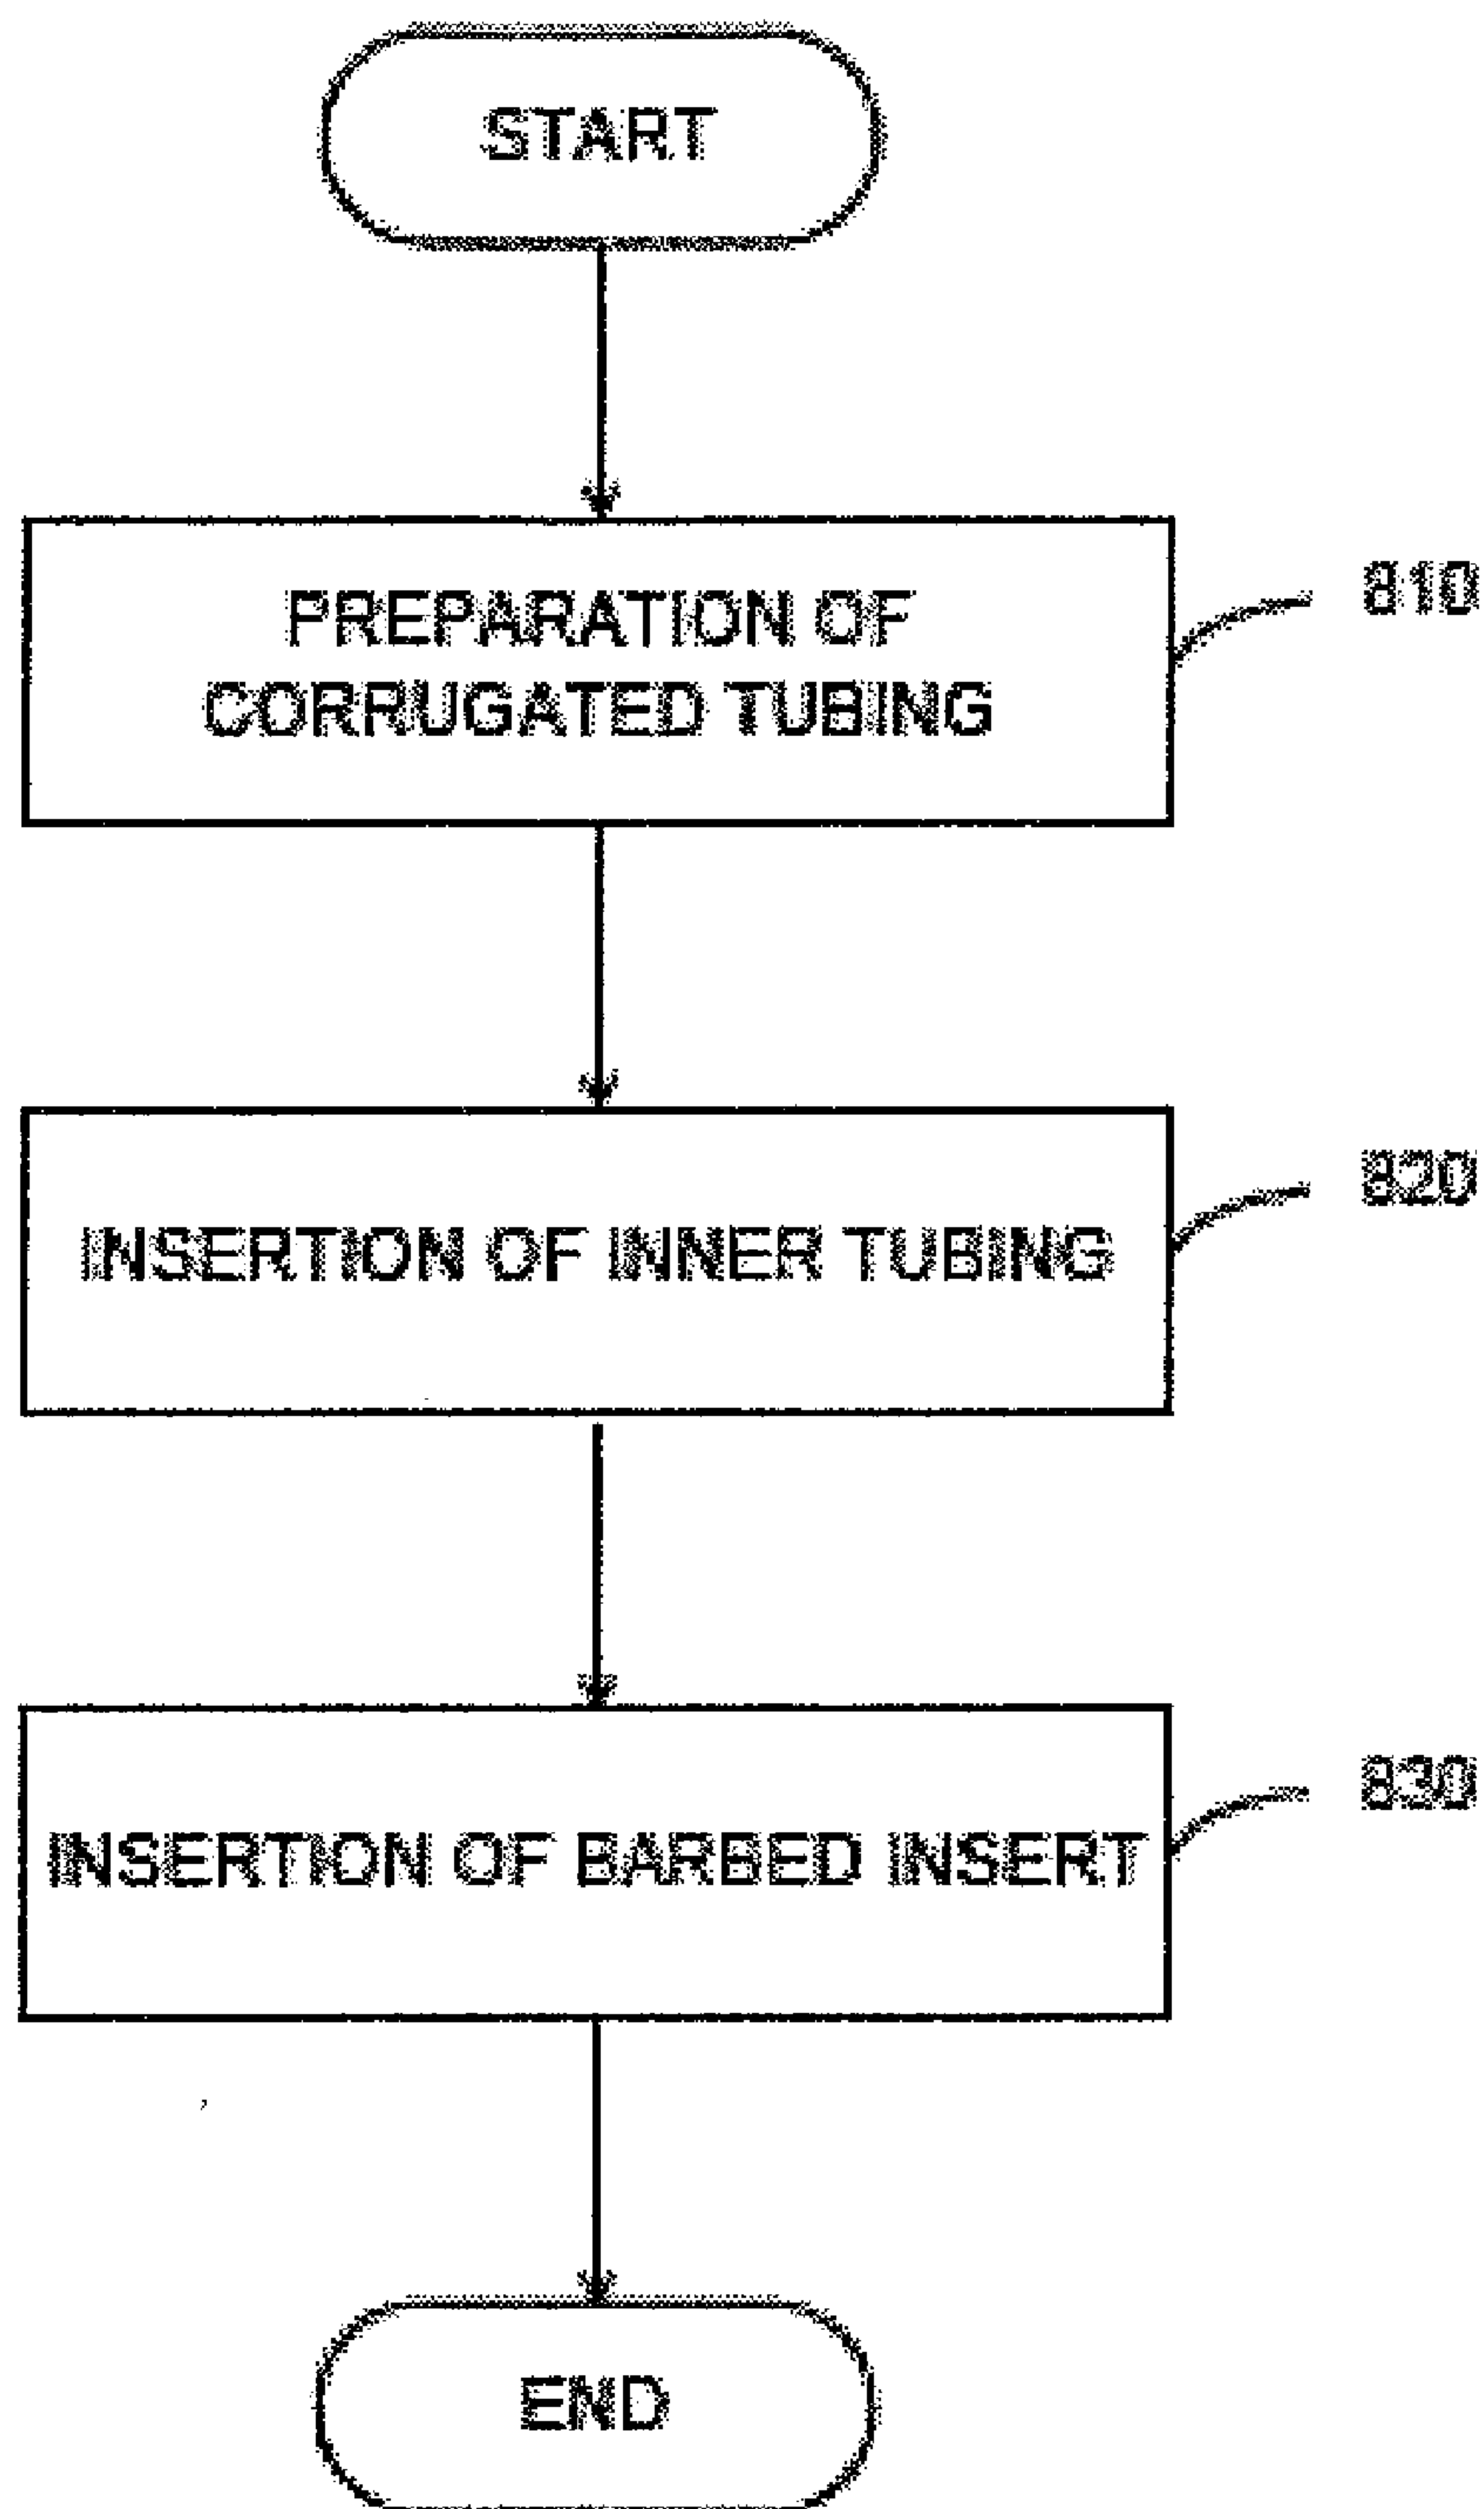 START
PREPARATION OF
CORRUGATED TUBING
810
INSERTION OF INNER TUBING
820
INSERTION OF BARBED INSERT
830
END